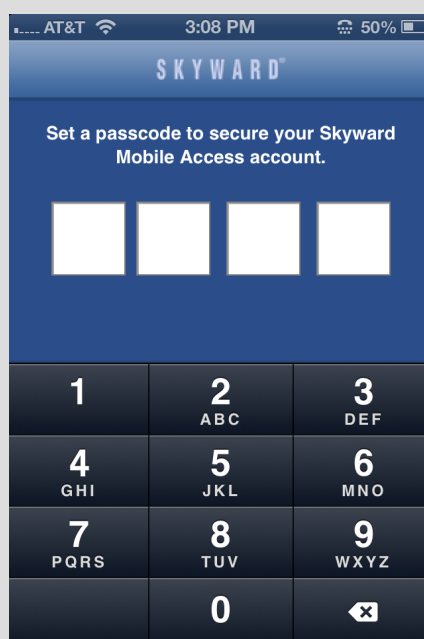 AT&T 3:08 PM 50%
SKYWARD®
Set a passcode to secure your Skyward
Mobile Access account.
1 2 3
ABC DEF
4 5 6
GHI JKL MNO
7 8 9
PQRS TUV WXYZ
0